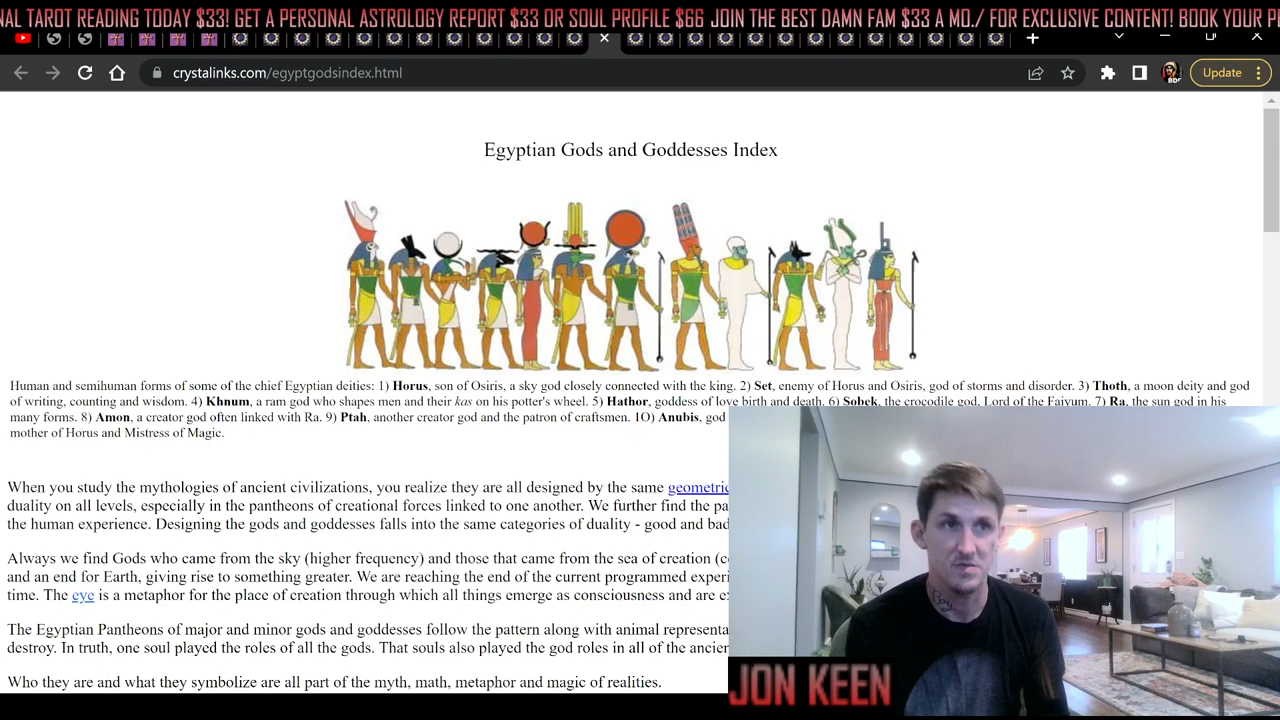 NAL TAROT READING TODAY $33! GET A PERSONAL ASTROLOGY REPORT $33 OR SOUL PROFILE $66 JOIN THE BEST DAMN FAM $33 A MO./ FOR EXCLUSIVE CONTENT! BOOK YOUR P
crystalinks.com/egyptgodsindex.html
Update
Egyptian Gods and Goddesses Index
Human and semihuman forms of some of the chief Egyptian deities: 1) Horus, son of Osiris, a sky god closely connected with the king. 2) Set, enemy of Horus and Osiris, god of storms and disorder. 3) Thoth, a moon deity and god
of writing, counting and wisdom. 4) Khnum, a ram god who shapes men and their kas on his potter's wheel. 5) Hathor, goddess of love birth and death. 6) Sobek, the crocodile god, Lord of the Faiyum. 7) Ra, the sun god in his
many forms. 8) Amon, a creator god often linked with Ra. 9) Ptah, another creator god and the patron of craftsmen. 1O) Anubis, god
mother of Horus and Mistress of Magic.
When you study the mythologies of ancient civilizations, you realize they are all designed by the same geometric
duality on all levels, especially in the pantheons of creational forces linked to one another. We further find the pa
the human experience. Designing the gods and goddesses falls into the same categories of duality - good and bad
Always we find Gods who came from the sky (higher frequency) and those that came from the sea of creation (c
and an end for Earth, giving rise to something greater. We are reaching the end of the current programmed experi
time. The eye is a metaphor for the place of creation through which all things emerge as consciousness and are e
The Egyptian Pantheons of major and minor gods and goddesses follow the pattern along with animal representa
destroy. In truth, one soul played the roles of all the gods. That souls also played the god roles in all of the ancien
Who they are and what they symbolize are all part of the myth, math, metaphor and magic of realities.
JON KEEN